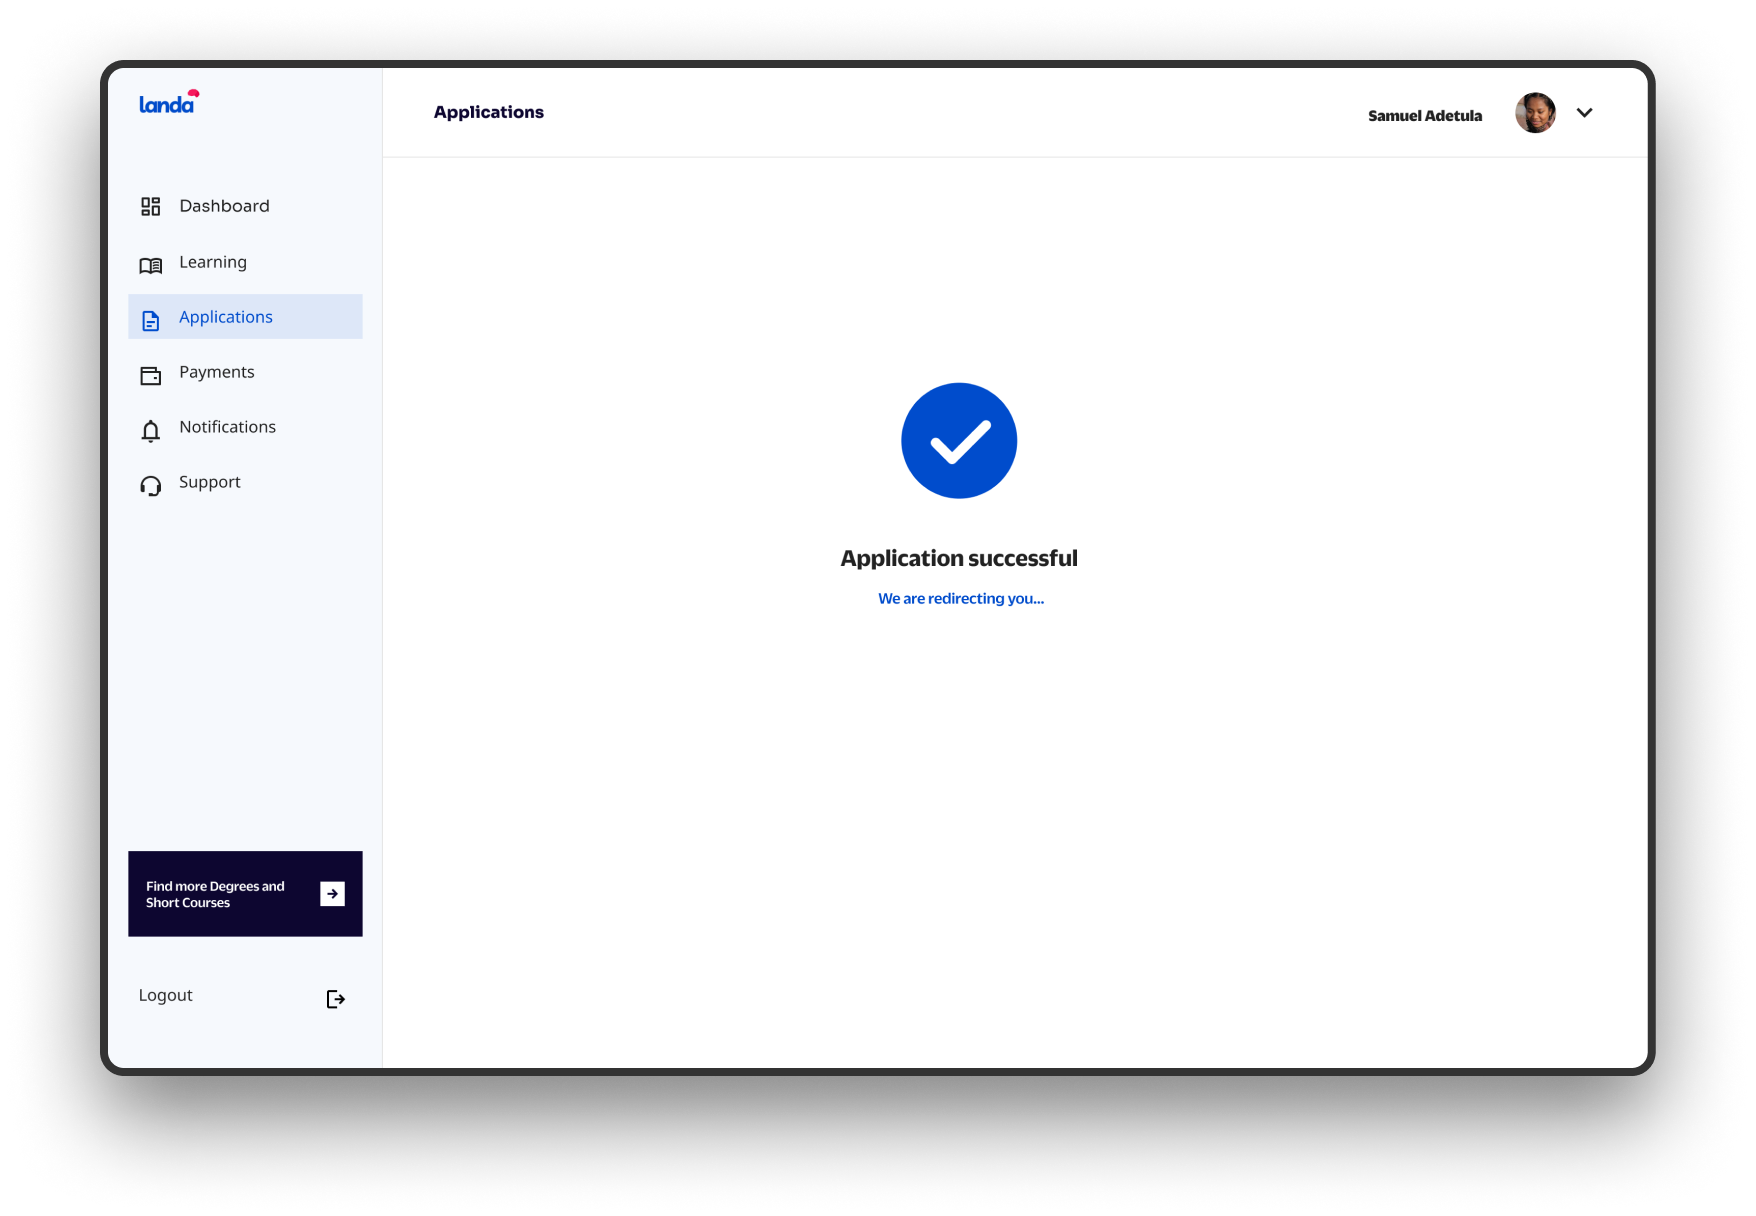 landa
Applications
Samuel Adetula
Dashboard
Learning
Applications
Payments
Notifications
Support
Application successful
We are redirecting you...
Find more Degrees and
Short Courses
Logout